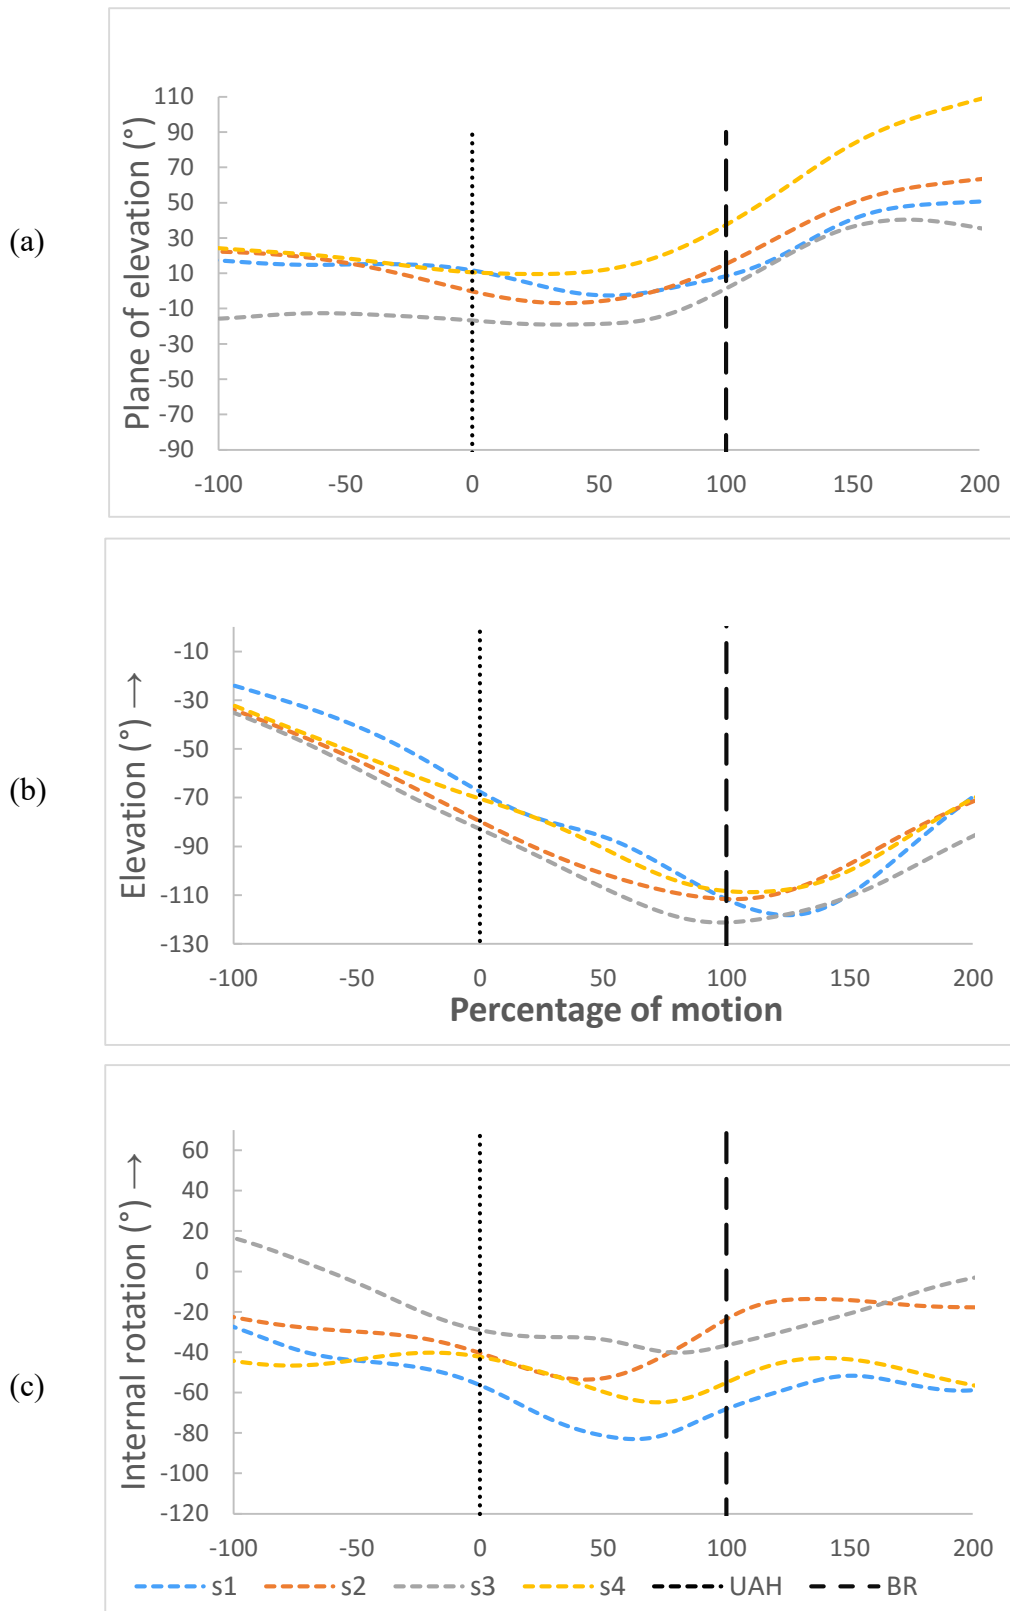 (a)
Plane of elevation (°)
110
90
70
50
30
10
-10
-30
-50
-70
-90
-100 -50 0 50 100 150 200
(b)
Elevation (°) →
-10
-30
-50
-70
-90
-110
-130
-100 -50 0 50 100 150 200
Percentage of motion
(c)
Internal rotation (°) →
60
40
20
0
-20
-40
-60
-80
-100
-120
-100 -50 0 50 100 150 200
s1 s2 s3 s4 UAH BR